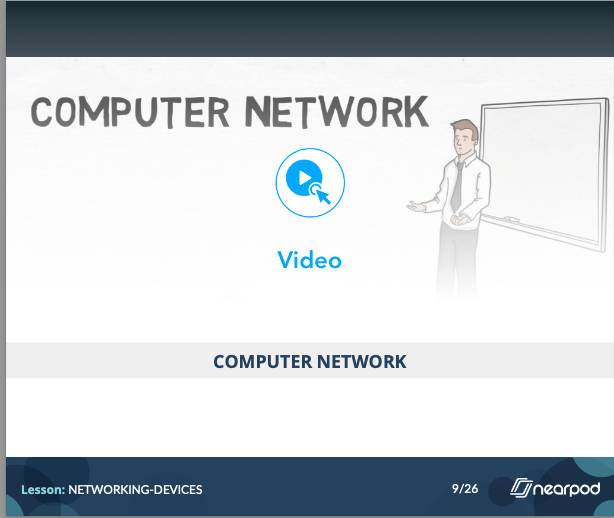 COMPUTER NETWORK
Video
COMPUTER NETWORK
Lesson: NETWORKING-DEVICES
9/26
nearpod